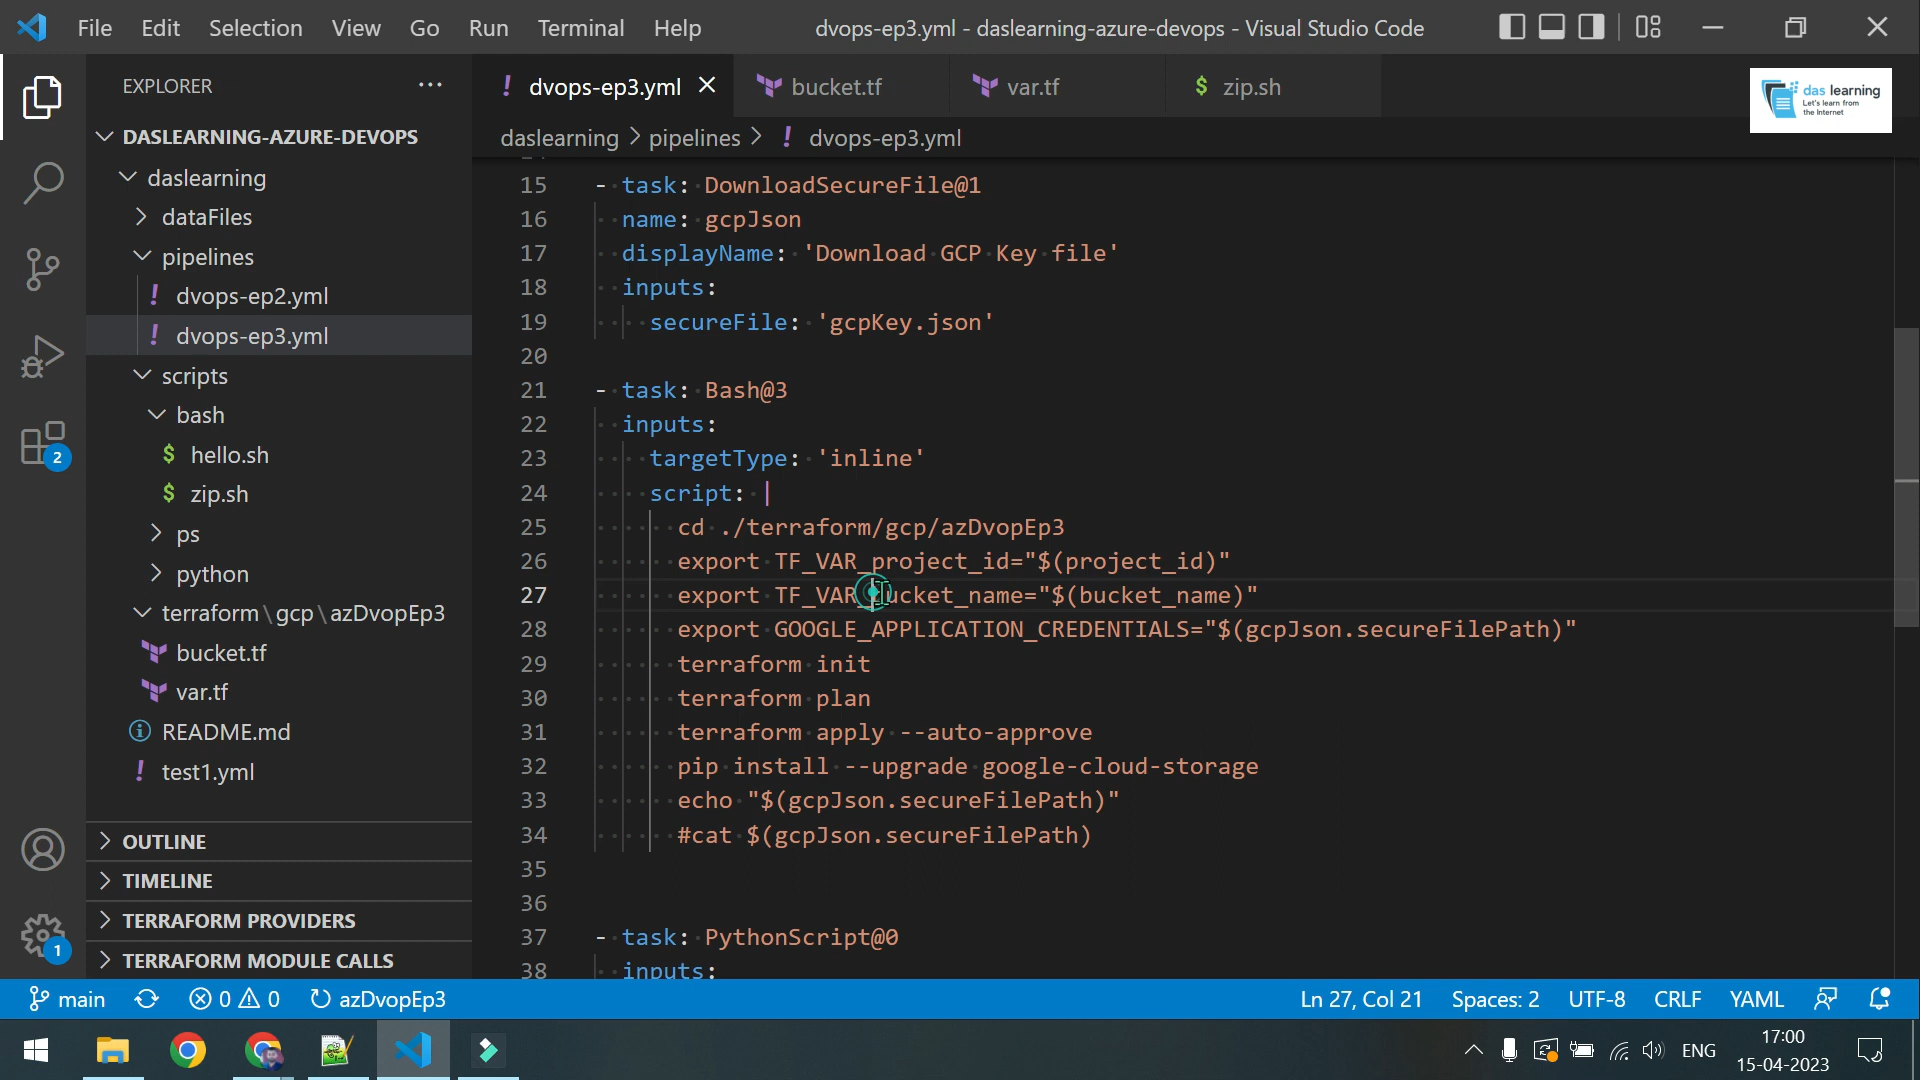 File Edit Selection View Go Run Terminal Help
dvops-ep3.yml - daslearning-azure-devops - Visual Studio Code
EXPLORER
dvops-ep3.yml
bucket.tf
var.tf
$ zip.sh
das learning
Let's learn from
the Internet
DASLEARNING-AZURE-DEVOPS
daslearning > pipelines > ! dvops-ep3.yml
daslearning
dataFiles
pipelines
! dvops-ep2.yml
! dvops-ep3.yml
scripts
bash
$ hello.sh
$ zip.sh
ps
python
terraform\gcp\azDvopEp3
bucket.tf
var.tf
README.md
! test1.yml
OUTLINE
TIMELINE
TERRAFORM PROVIDERS
TERRAFORM MODULE CALLS
2
1
15 - task: DownloadSecureFile@1
16 name: gcpJson
17 displayName: 'Download GCP Key file'
18 inputs:
19 secureFile: 'gcpKey.json'
20
21 - task: Bash@3
22 inputs:
23 targetType: 'inline'
24 script: |
25 cd ./terraform/gcp/azDvopEp3
26 export TF_VAR_project_id="$(project_id)"
27 export TF_VAR_bucket_name="$(bucket_name)"
28 export GOOGLE_APPLICATION_CREDENTIALS="$(gcpJson.secureFilePath)"
29 terraform init
30 terraform plan
31 terraform apply --auto-approve
32 pip install --upgrade google-cloud-storage
33 echo "$(gcpJson.secureFilePath)"
34 #cat $(gcpJson.secureFilePath)
35
36
37 - task: PythonScript@0
38 inputs:
main 0 0 azDvopEp3 Ln 27, Col 21 Spaces: 2 UTF-8 CRLF YAML
ENG
17:00
15-04-2023